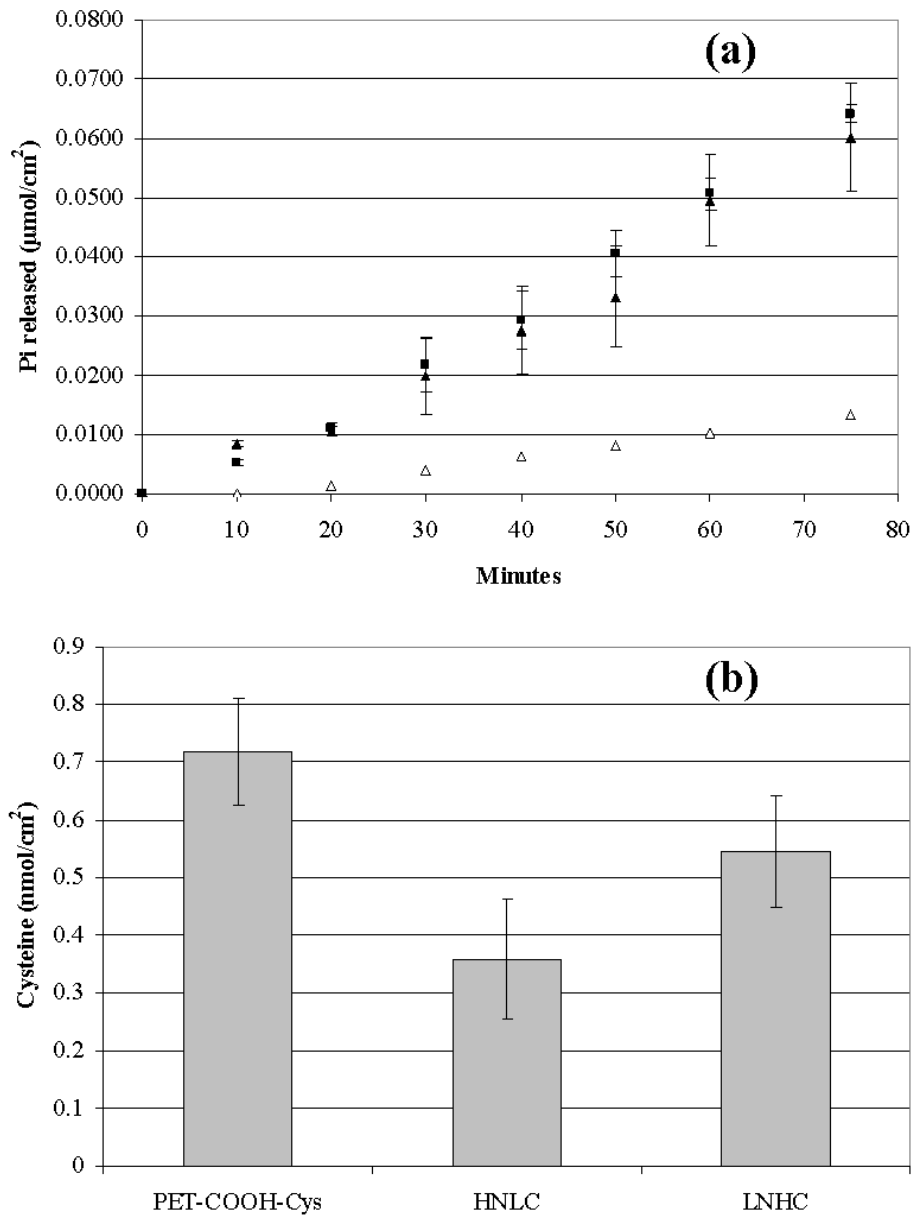 (a)
0.0800
0.0700
0.0600
0.0500
0.0400
0.0300
0.0200
0.0100
0.0000
Pi released (µmol/cm²)
0 10 20 30 40 50 60 70 80
Minutes
(b)
0.9
0.8
0.7
0.6
0.5
0.4
0.3
0.2
0.1
0
Cysteine (nmol/cm²)
PET-COOH-Cys HNLC LNHC